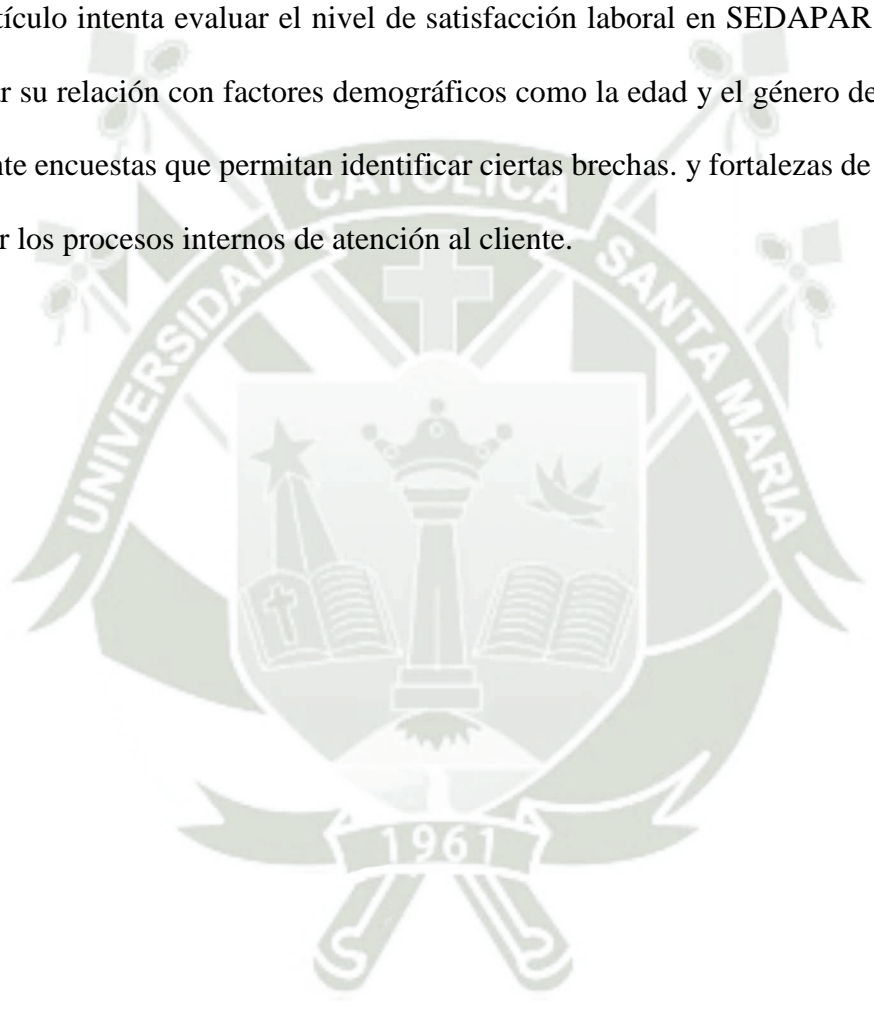 tículo intenta evaluar el nivel de satisfacción laboral en SEDAPAR
r su relación con factores demográficos como la edad y el género de
nte encuestas que permitan identificar ciertas brechas. y fortalezas de
r los procesos internos de atención al cliente.
UNIVERSIDAD CATOLICA SANTA MARIA
1961